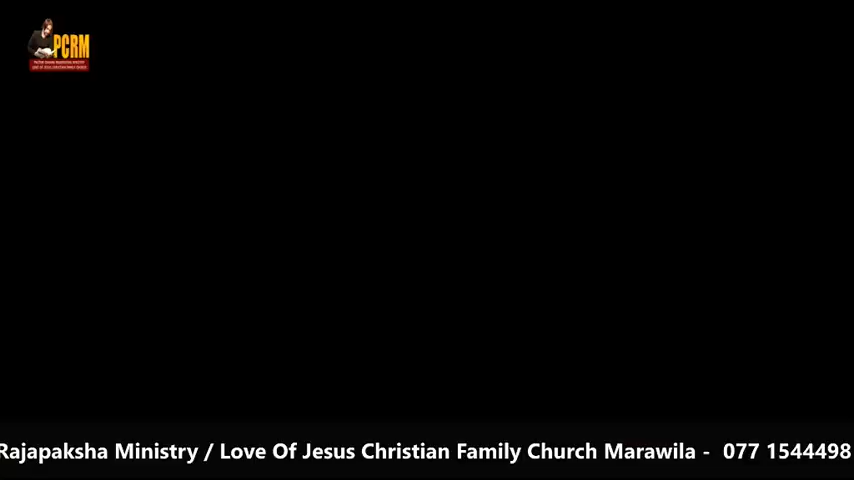 PCRM
Rajapaksha Ministry / Love Of Jesus Christian Family Church Marawila - 077 1544498